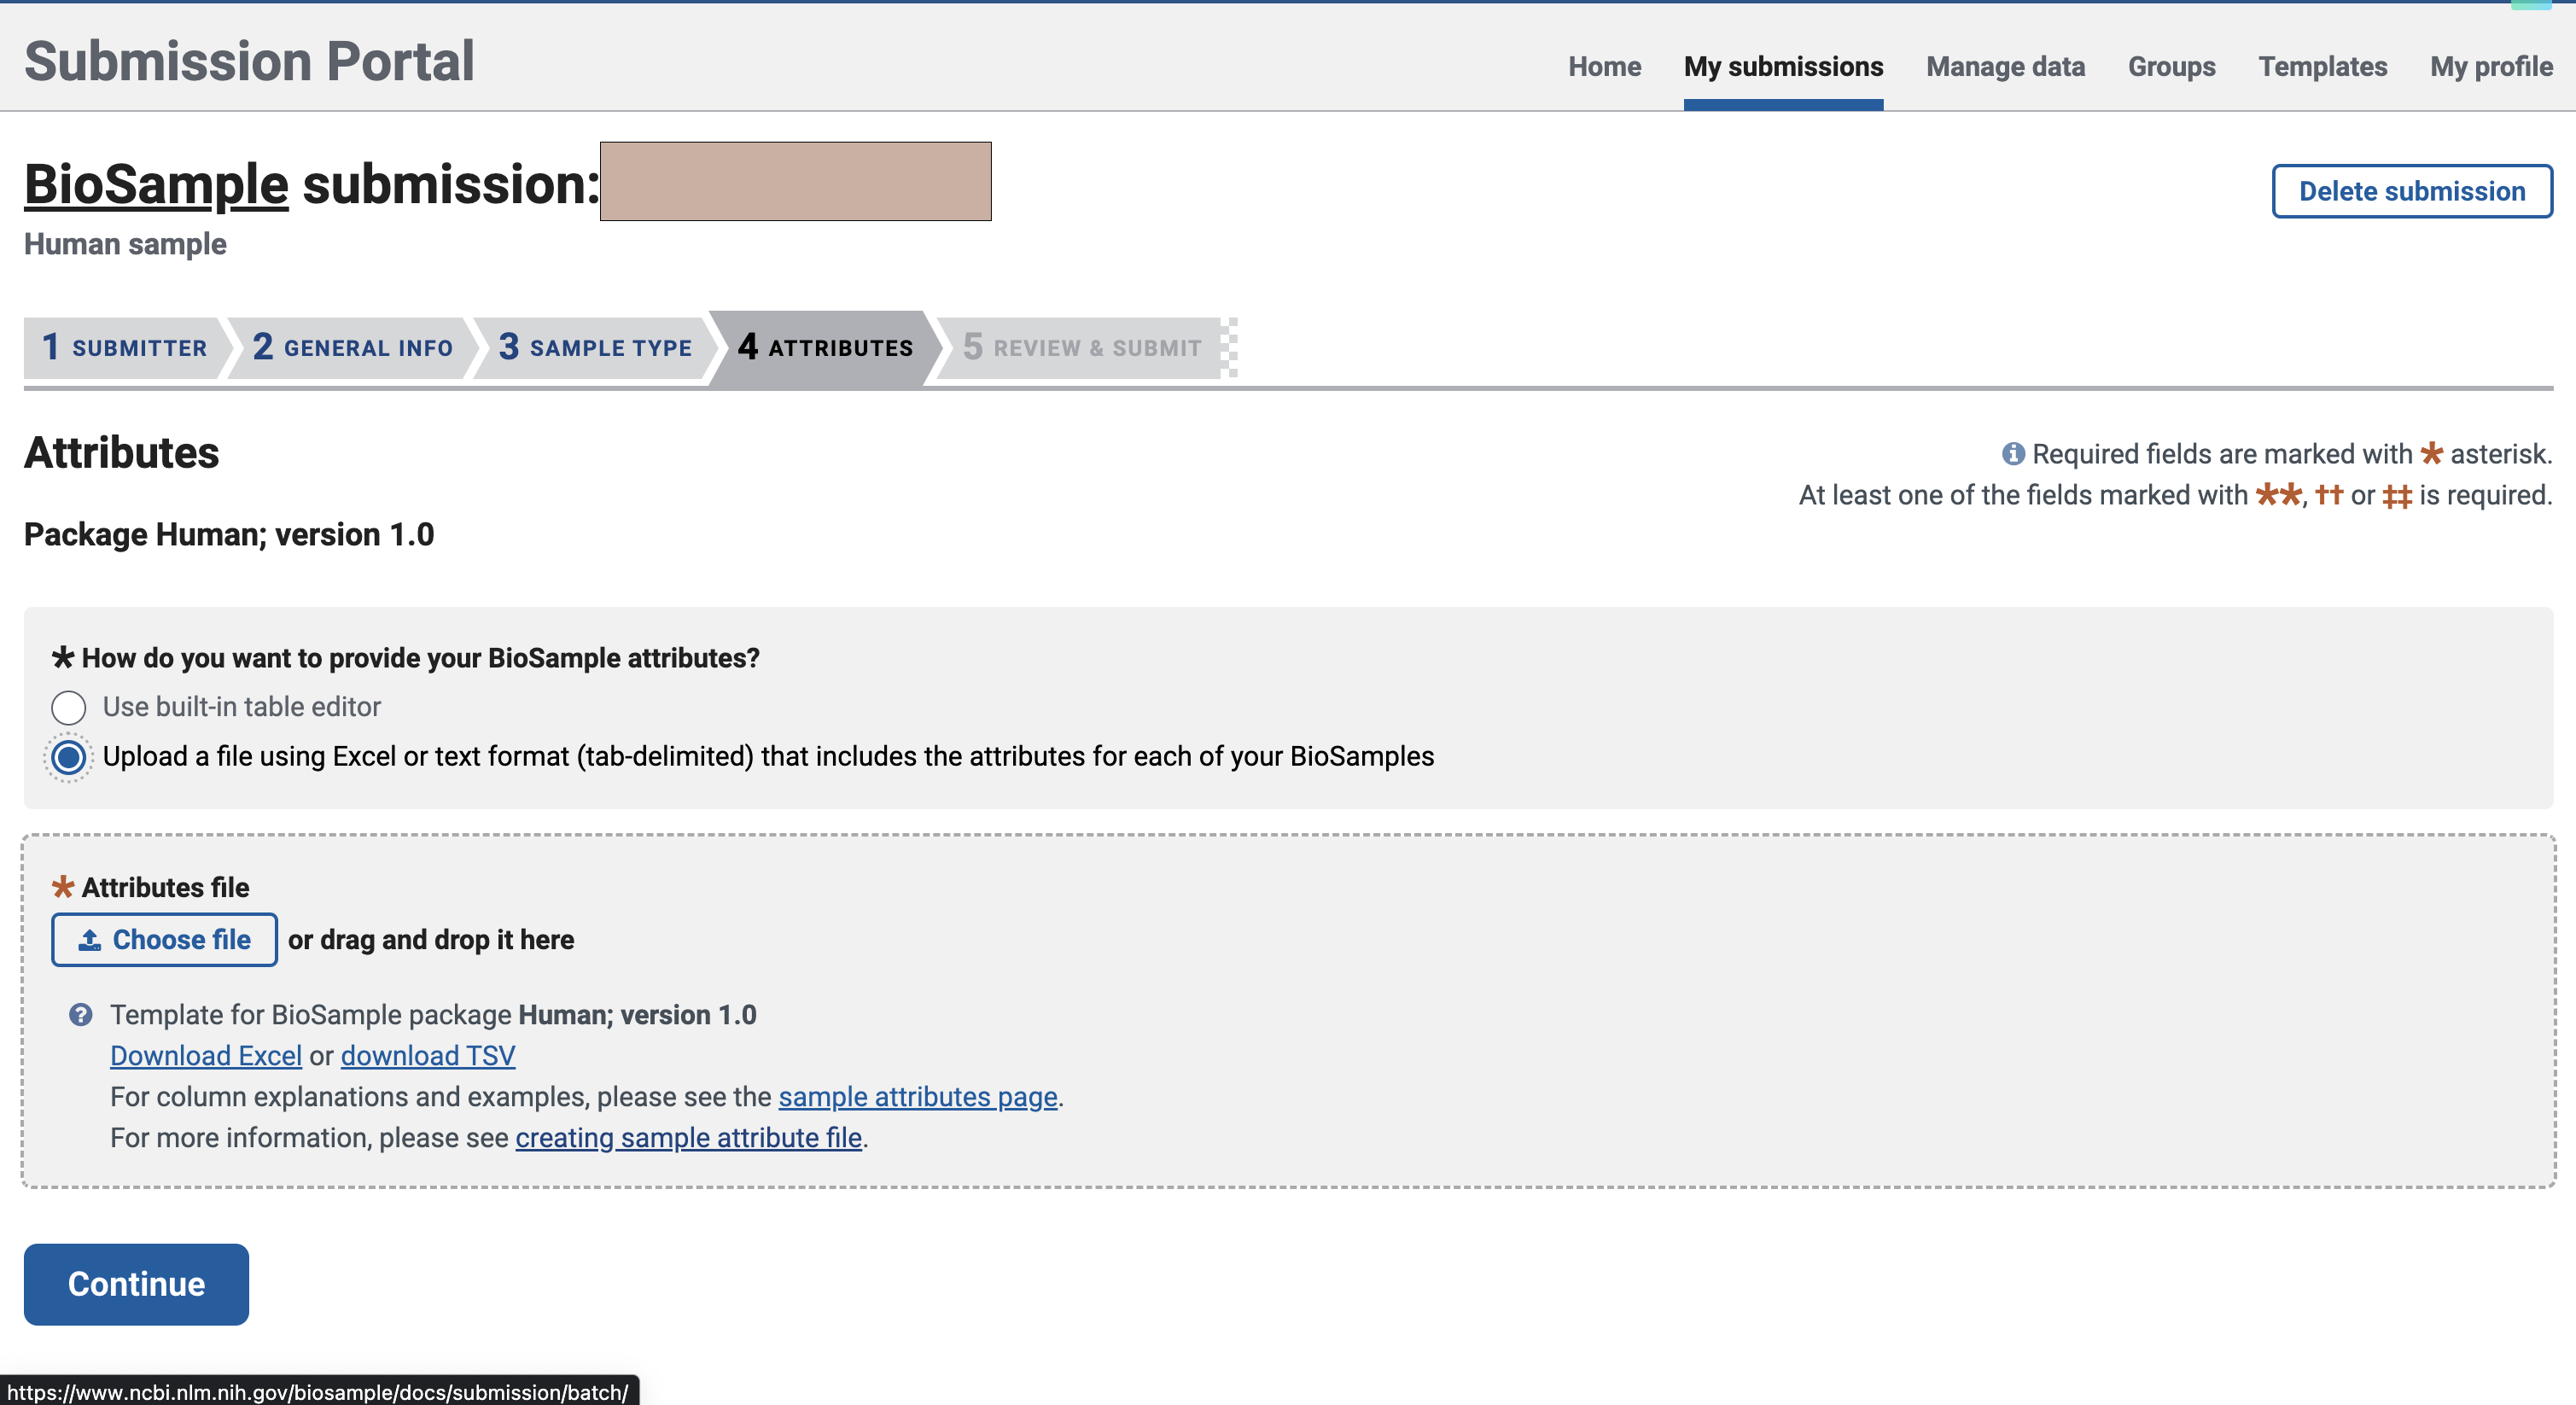 Submission Portal
Home My submissions Manage data Groups Templates My profile
BioSample submission:
Delete submission
Human sample
1 SUBMITTER 2 GENERAL INFO 3 SAMPLE TYPE 4 ATTRIBUTES 5 REVIEW & SUBMIT
Attributes
Required fields are marked with * asterisk.
At least one of the fields marked with **, †† or ‡‡ is required.
Package Human; version 1.0
* How do you want to provide your BioSample attributes?
Use built-in table editor
Upload a file using Excel or text format (tab-delimited) that includes the attributes for each of your BioSamples
* Attributes file
Choose file or drag and drop it here
Template for BioSample package Human; version 1.0
Download Excel or download TSV
For column explanations and examples, please see the sample attributes page.
For more information, please see creating sample attribute file.
Continue
https://www.ncbi.nlm.nih.gov/biosample/docs/submission/batch/